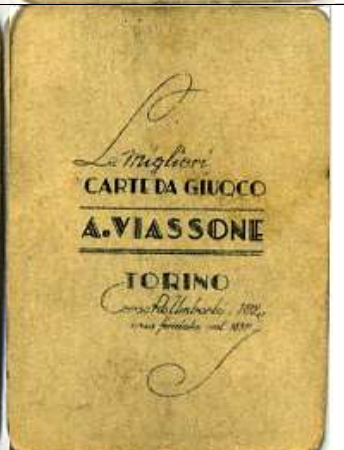 Le Migliori
CARTE DA GIUOCO
A. VIASSONE
TORINO
Corso Re Umberto
casa fondata nel